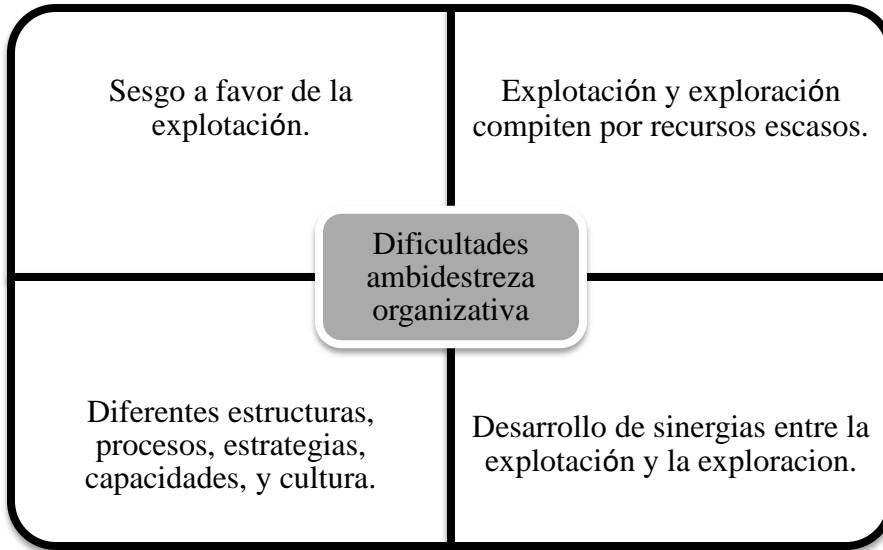 Sesgo a favor de la
explotación.
Explotación y exploración
compiten por recursos escasos.
Dificultades
ambidestreza
organizativa
Diferentes estructuras,
procesos, estrategias,
capacidades, y cultura.
Desarrollo de sinergias entre la
explotación y la exploracion.